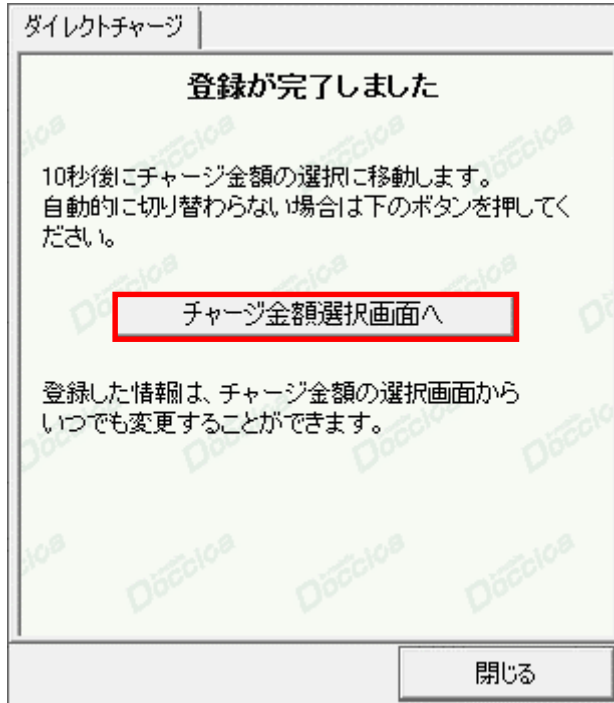 ダイレクトチャージ
登録が完了しました
10秒後にチャージ金額の選択に移動します。
自動的に切り替わらない場合は下のボタンを押してく
ださい。
チャージ金額選択画面へ
登録した情報は、チャージ金額の選択画面から
いつでも変更することができます。
閉じる